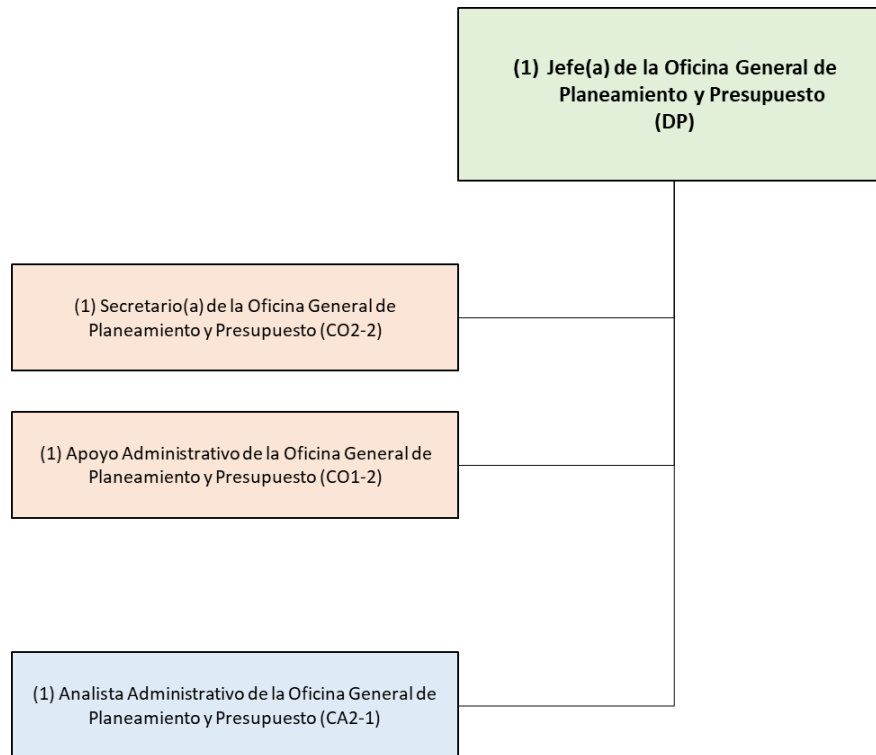 (1) Jefe(a) de la Oficina General de
Planeamiento y Presupuesto
(DP)
(1) Secretario(a) de la Oficina General de
Planeamiento y Presupuesto (CO2-2)
(1) Apoyo Administrativo de la Oficina General de
Planeamiento y Presupuesto (CO1-2)
(1) Analista Administrativo de la Oficina General de
Planeamiento y Presupuesto (CA2-1)